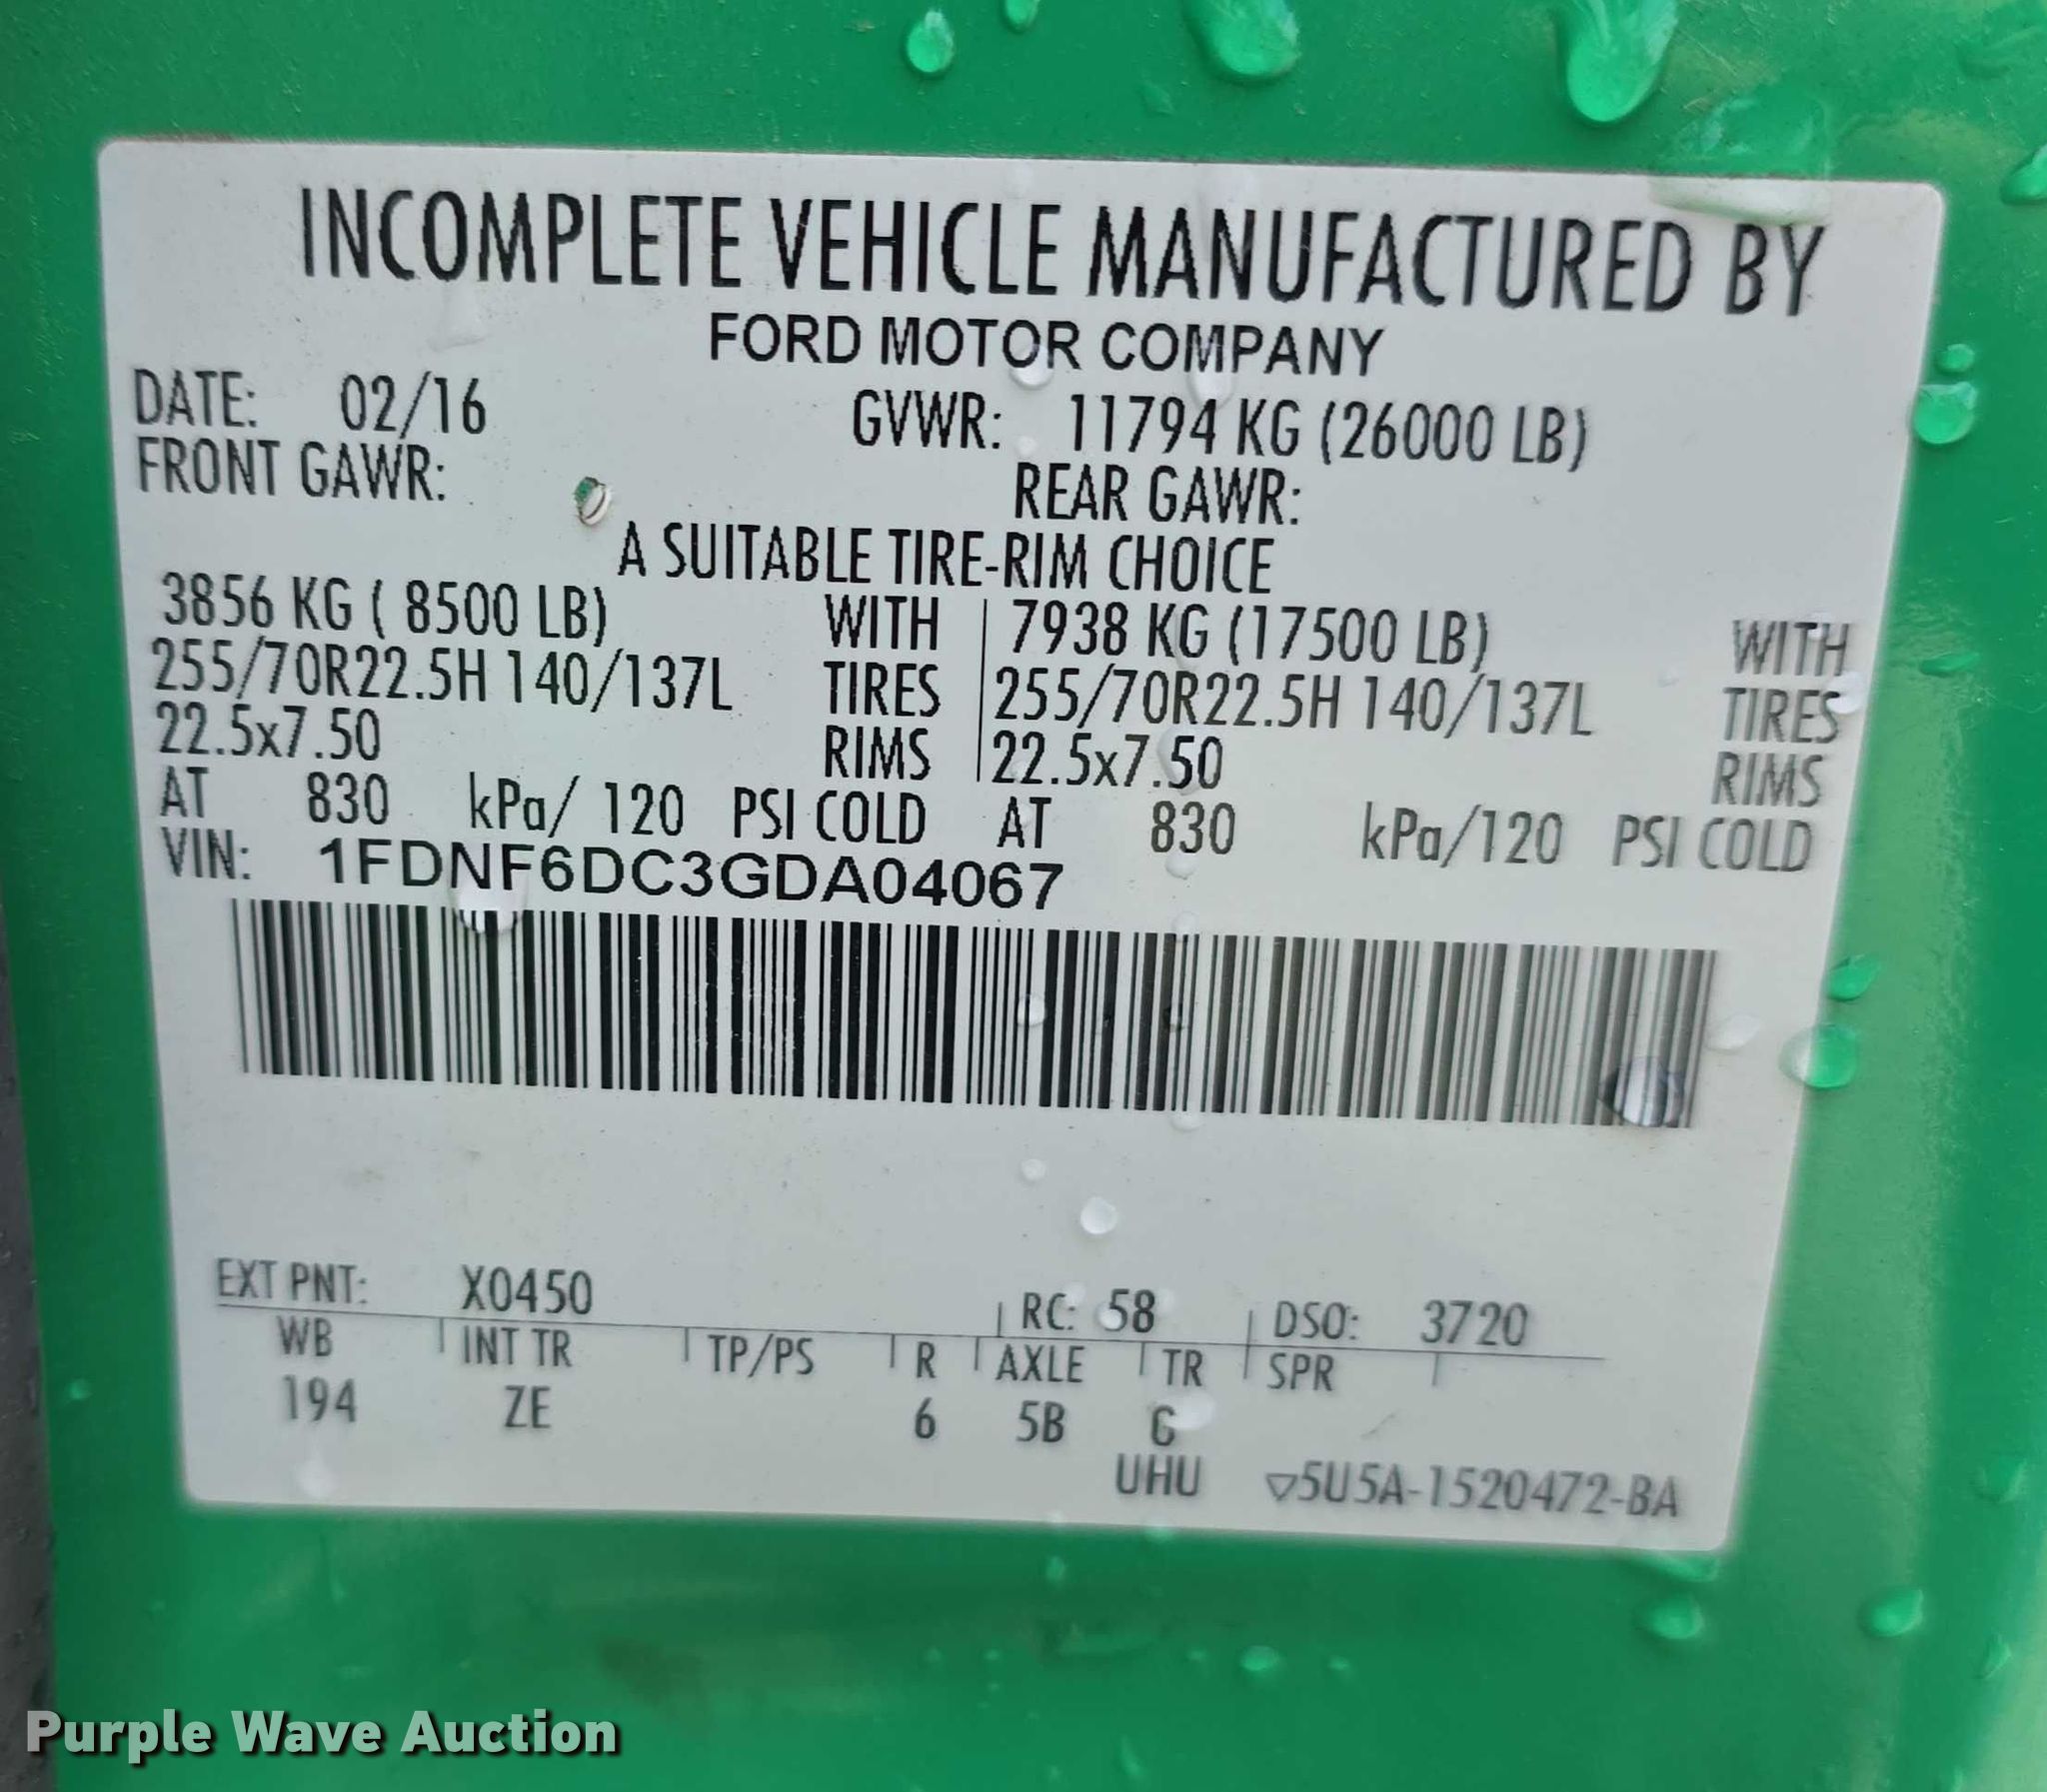 INCOMPLETE VEHICLE MANUFACTURED BY
FORD MOTOR COMPANY
DATE: 02/16 GVWR: 11794 KG (26000 LB)
FRONT GAWR: REAR GAWR:
A SUITABLE TIRE-RIM CHOICE
3856 KG ( 8500 LB) WITH 7938 KG (17500 LB) WITH
255/70R22.5H 140/137L TIRES 255/70R22.5H 140/137L TIRES
22.5x7.50 RIMS 22.5x7.50 RIMS
AT 830 kPa/ 120 PSI COLD AT 830 kPa/120 PSI COLD
VIN: 1FDNF6DC3GDA04067
EXT PNT: X0450 RC: 58 DSO: 3720
WB INT TR TP/PS R AXLE TR SPR
194 ZE 6 5B G
UHU ▽5U5A-1520472-BA
Purple Wave Auction